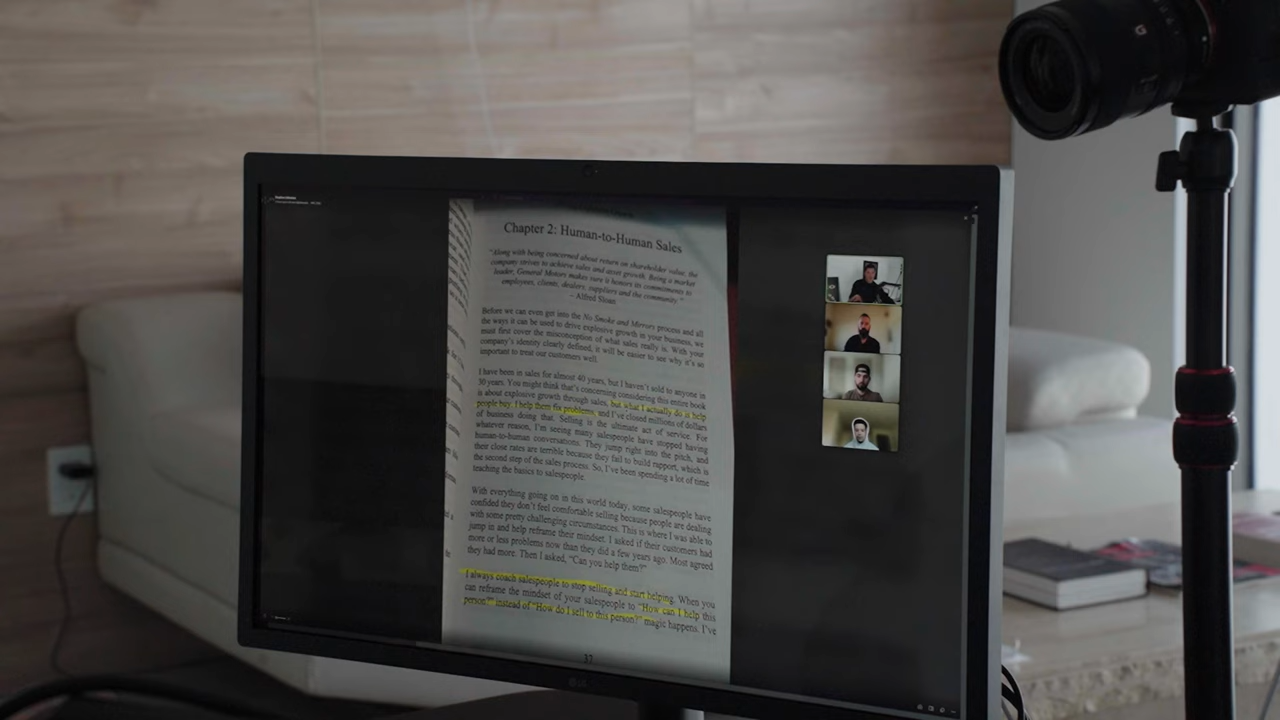 Chapter 2: Human-to-Human Sales
"Along with being concerned about return on shareholder value, the
company strives to achieve sales and asset growth. Being a market
leader, General Motors makes sure it honors its commitments to
employees, clients, dealers, suppliers and the community."
– Alfred Sloan
Before we can even get into the No Smoke and Mirrors process and all
the ways it can be used to drive explosive growth in your business, we
must first cover the misconception of what sales really is. With your
company's identity clearly defined, it will be easier to see why it's so
important to treat our customers well.
I have been in sales for almost 40 years, but I haven't sold to anyone in
30 years. You might think that's concerning considering this entire book
is about explosive growth through sales, but what I actually do is help
people buy. I help them fix problems, and I've closed millions of dollars
of business doing that. Selling is the ultimate act of service. For
whatever reason, I'm seeing many salespeople have stopped having
human-to-human conversations. They jump right into the pitch, and
their close rates are terrible because they fail to build rapport, which is
the second step of the sales process. So, I've been spending a lot of time
teaching the basics to salespeople.
With everything going on in this world today, some salespeople have
confided they don't feel comfortable selling because people are dealing
with some pretty challenging circumstances. This is where I was able to
jump in and help reframe their mindset. I asked if their customers had
more or less problems now than they did a few years ago. Most agreed
they had more. Then I asked, "Can you help them?"
I always coach salespeople to stop selling and start helping. When you
can reframe the mindset of your salespeople to "How can I help this
person?" instead of "How do I sell to this person?" magic happens. I've
37
LG
G